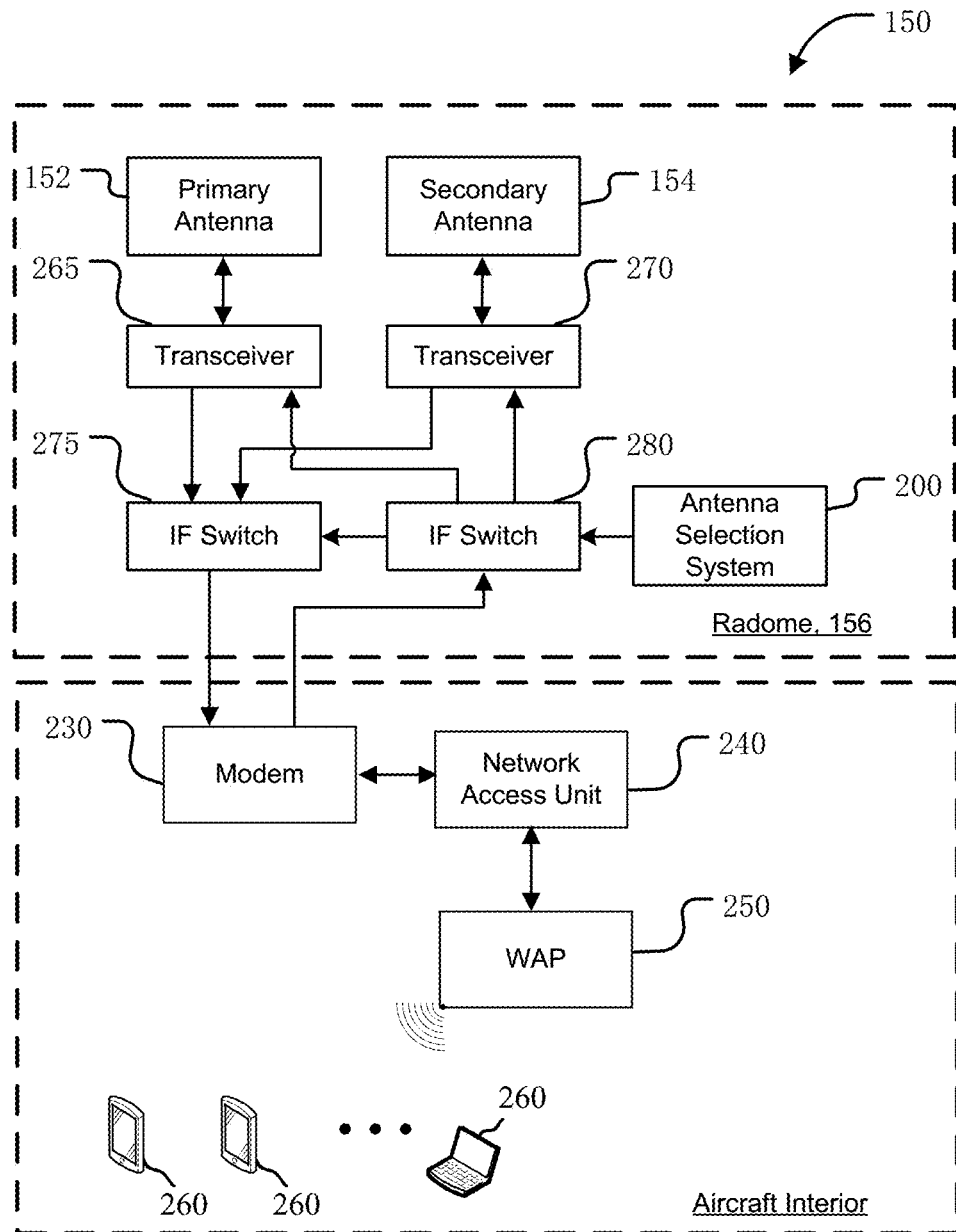 150
152
Primary
Antenna
Secondary
Antenna
154
265
Transceiver
Transceiver
270
275
IF Switch
280
IF Switch
Antenna
Selection
System
200
Radome, 156
230
Modem
Network
Access Unit
240
WAP
250
260
260
260
Aircraft Interior